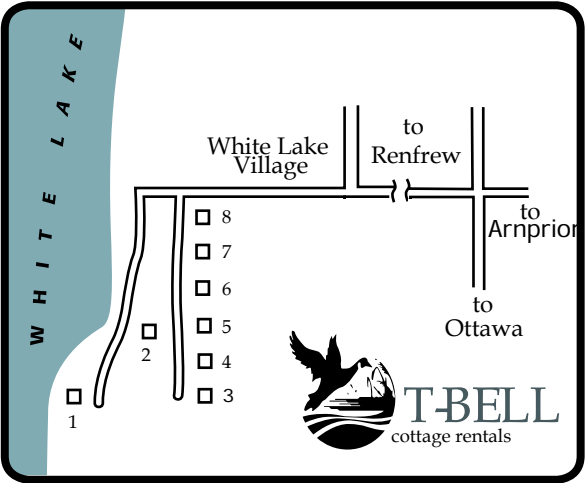 WHITE LAKE
White Lake
Village
to
Renfrew
to
Arnprior
to
Ottawa
8
7
6
5
4
3
2
1
T-BELL
cottage rentals